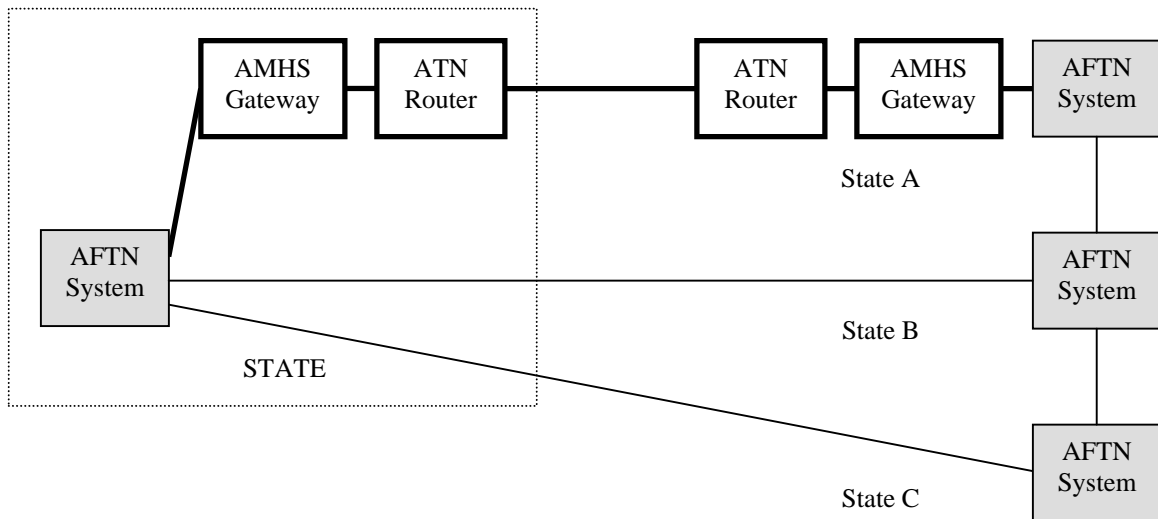 AMHS
Gateway
ATN
Router
ATN
Router
AMHS
Gateway
AFTN
System
State A
AFTN
System
AFTN
System
State B
STATE
AFTN
System
State C